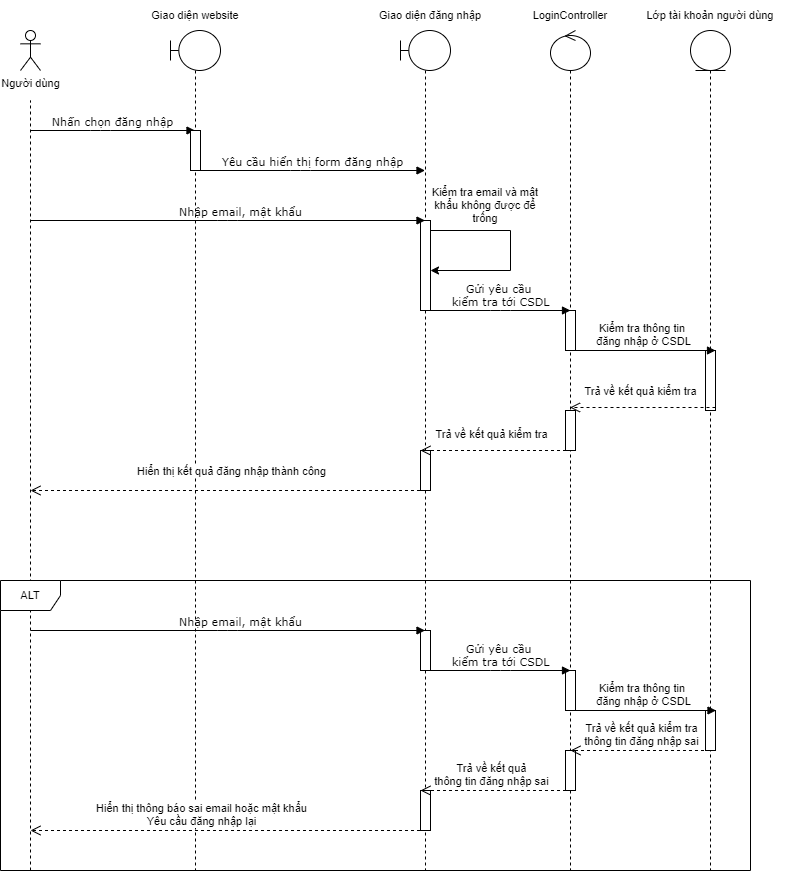 Giao diện website
Giao diện đăng nhập
LoginController
Lớp tài khoản người dùng
Người dùng
Nhấn chọn đăng nhập
Yêu cầu hiển thị form đăng nhập
Kiểm tra email và mật
khẩu không được để
trống
Nhập email, mật khẩu
Gửi yêu cầu
kiểm tra tới CSDL
Kiểm tra thông tin
đăng nhập ở CSDL
Trả về kết quả kiểm tra
Trả về kết quả kiểm tra
Hiển thị kết quả đăng nhập thành công
ALT
Nhập email, mật khẩu
Gửi yêu cầu
kiểm tra tới CSDL
Kiểm tra thông tin
đăng nhập ở CSDL
Trả về kết quả kiểm tra
thông tin đăng nhập sai
Trả về kết quả
thông tin đăng nhập sai
Hiển thị thông báo sai email hoặc mật khẩu
Yêu cầu đăng nhập lại